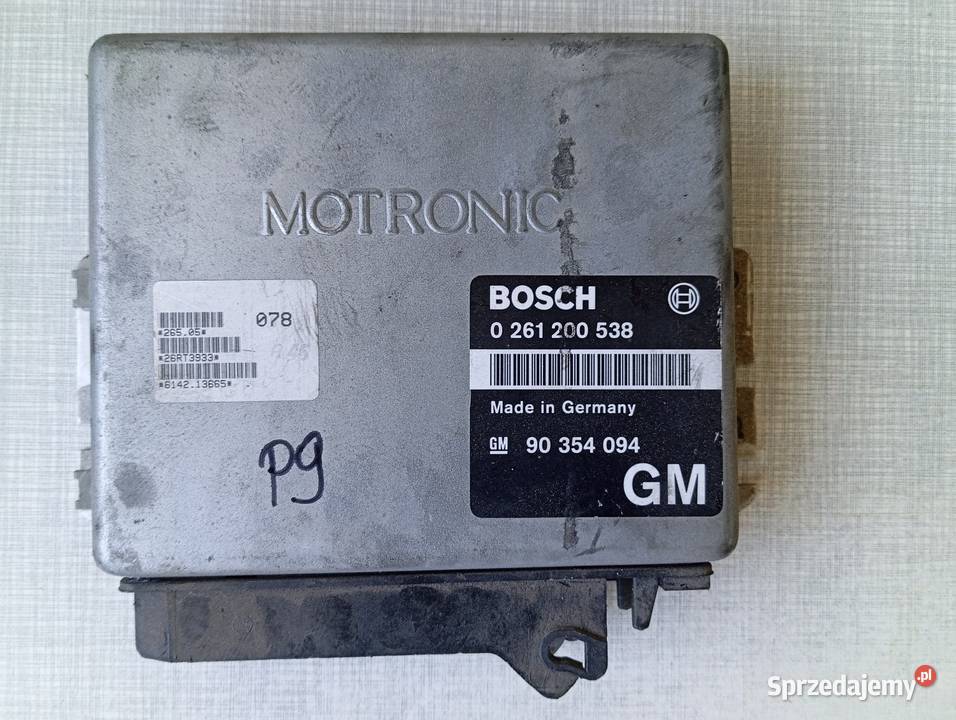 MOTRONIC
078
*265.05*
*26RT3933*
*6142.13665*
P9
BOSCH
0 261 200 538
Made in Germany
GM 90 354 094
GM
Sprzedajemy.pl